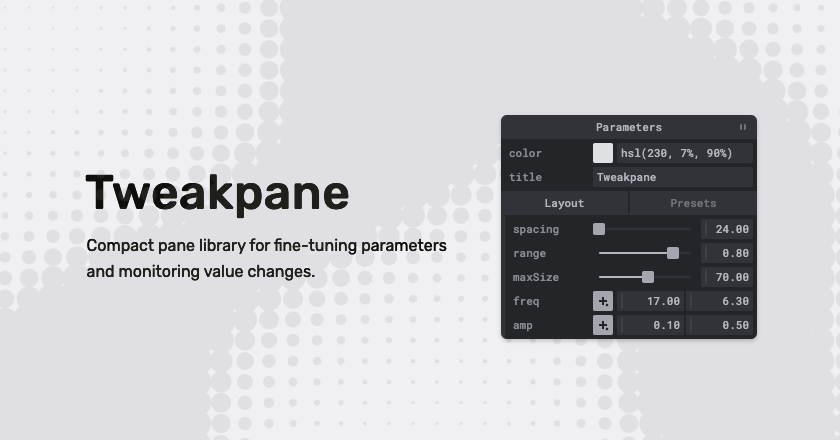 Tweakpane
Compact pane library for fine-tuning parameters
and monitoring value changes.
Parameters
color hsl(230, 7%, 90%)
title Tweakpane
Layout Presets
spacing 24.00
range 0.80
maxSize 70.00
freq 17.00 6.30
amp 0.10 0.50